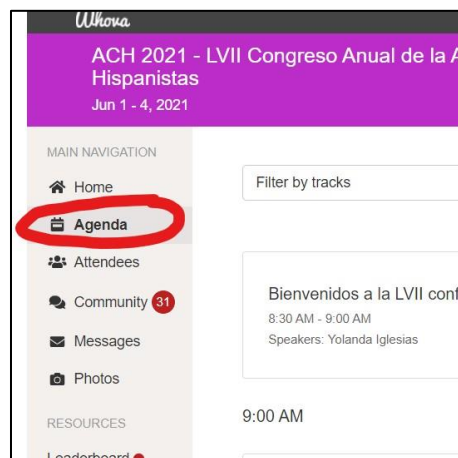 Whova
ACH 2021 - LVII Congreso Anual de la
Hispanistas
Jun 1 - 4, 2021
MAIN NAVIGATION
Home
Filter by tracks
Agenda
Attendees
Community 31
Bienvenidos a la LVII conf
8:30 AM - 9:00 AM
Speakers: Yolanda Iglesias
Messages
Photos
RESOURCES
9:00 AM
Leaderboard